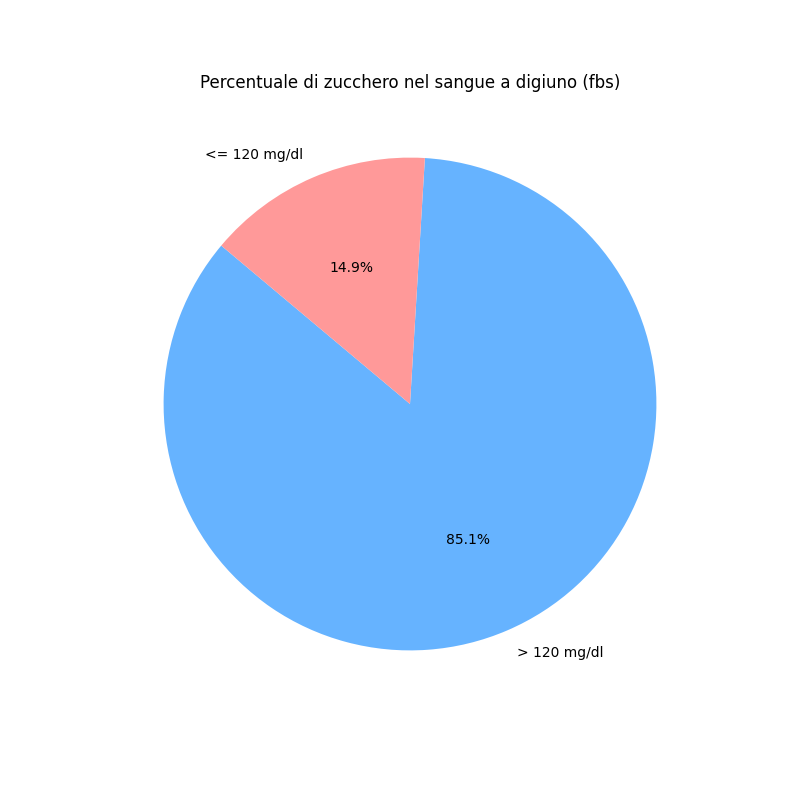 Percentuale di zucchero nel sangue a digiuno (fbs)
<= 120 mg/dl
14.9%
85.1%
> 120 mg/dl